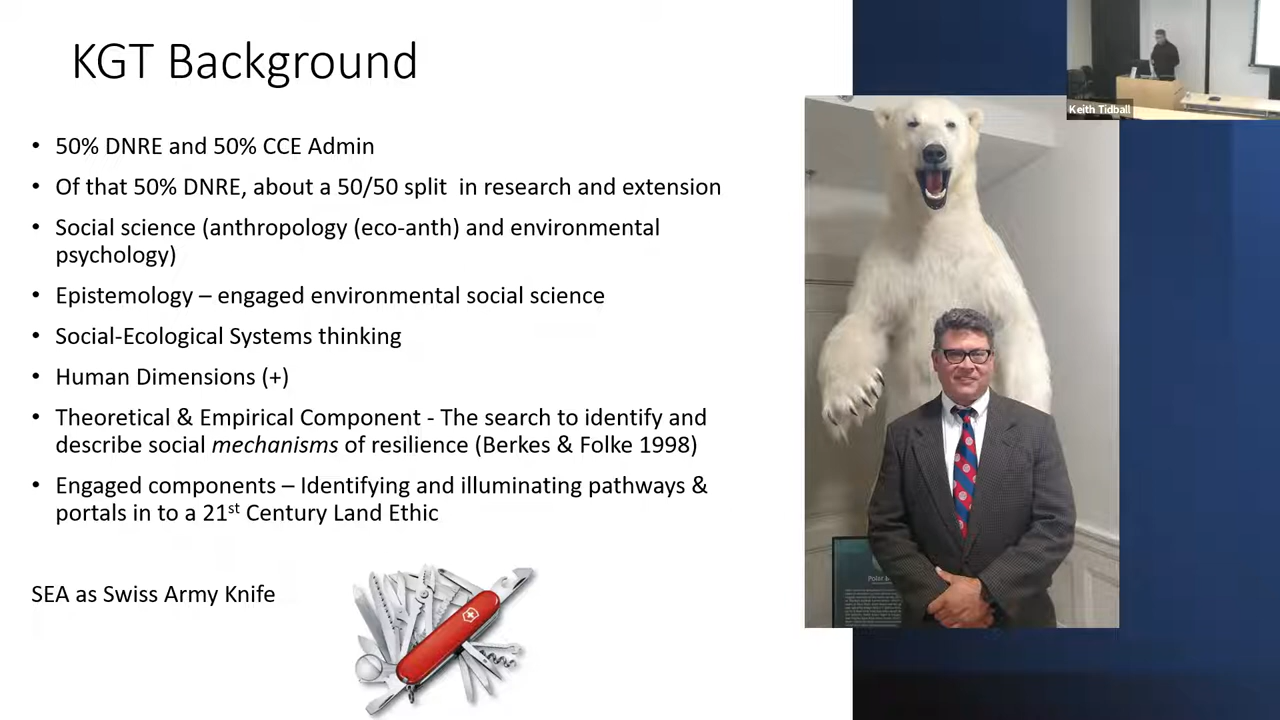 KGT Background
• 50% DNRE and 50% CCE Admin
• Of that 50% DNRE, about a 50/50 split in research and extension
• Social science (anthropology (eco-anth) and environmental
psychology)
• Epistemology – engaged environmental social science
• Social-Ecological Systems thinking
• Human Dimensions (+)
• Theoretical & Empirical Component - The search to identify and
describe social mechanisms of resilience (Berkes & Folke 1998)
• Engaged components – Identifying and illuminating pathways &
portals in to a 21st Century Land Ethic
SEA as Swiss Army Knife
Keith Tidball
Polar